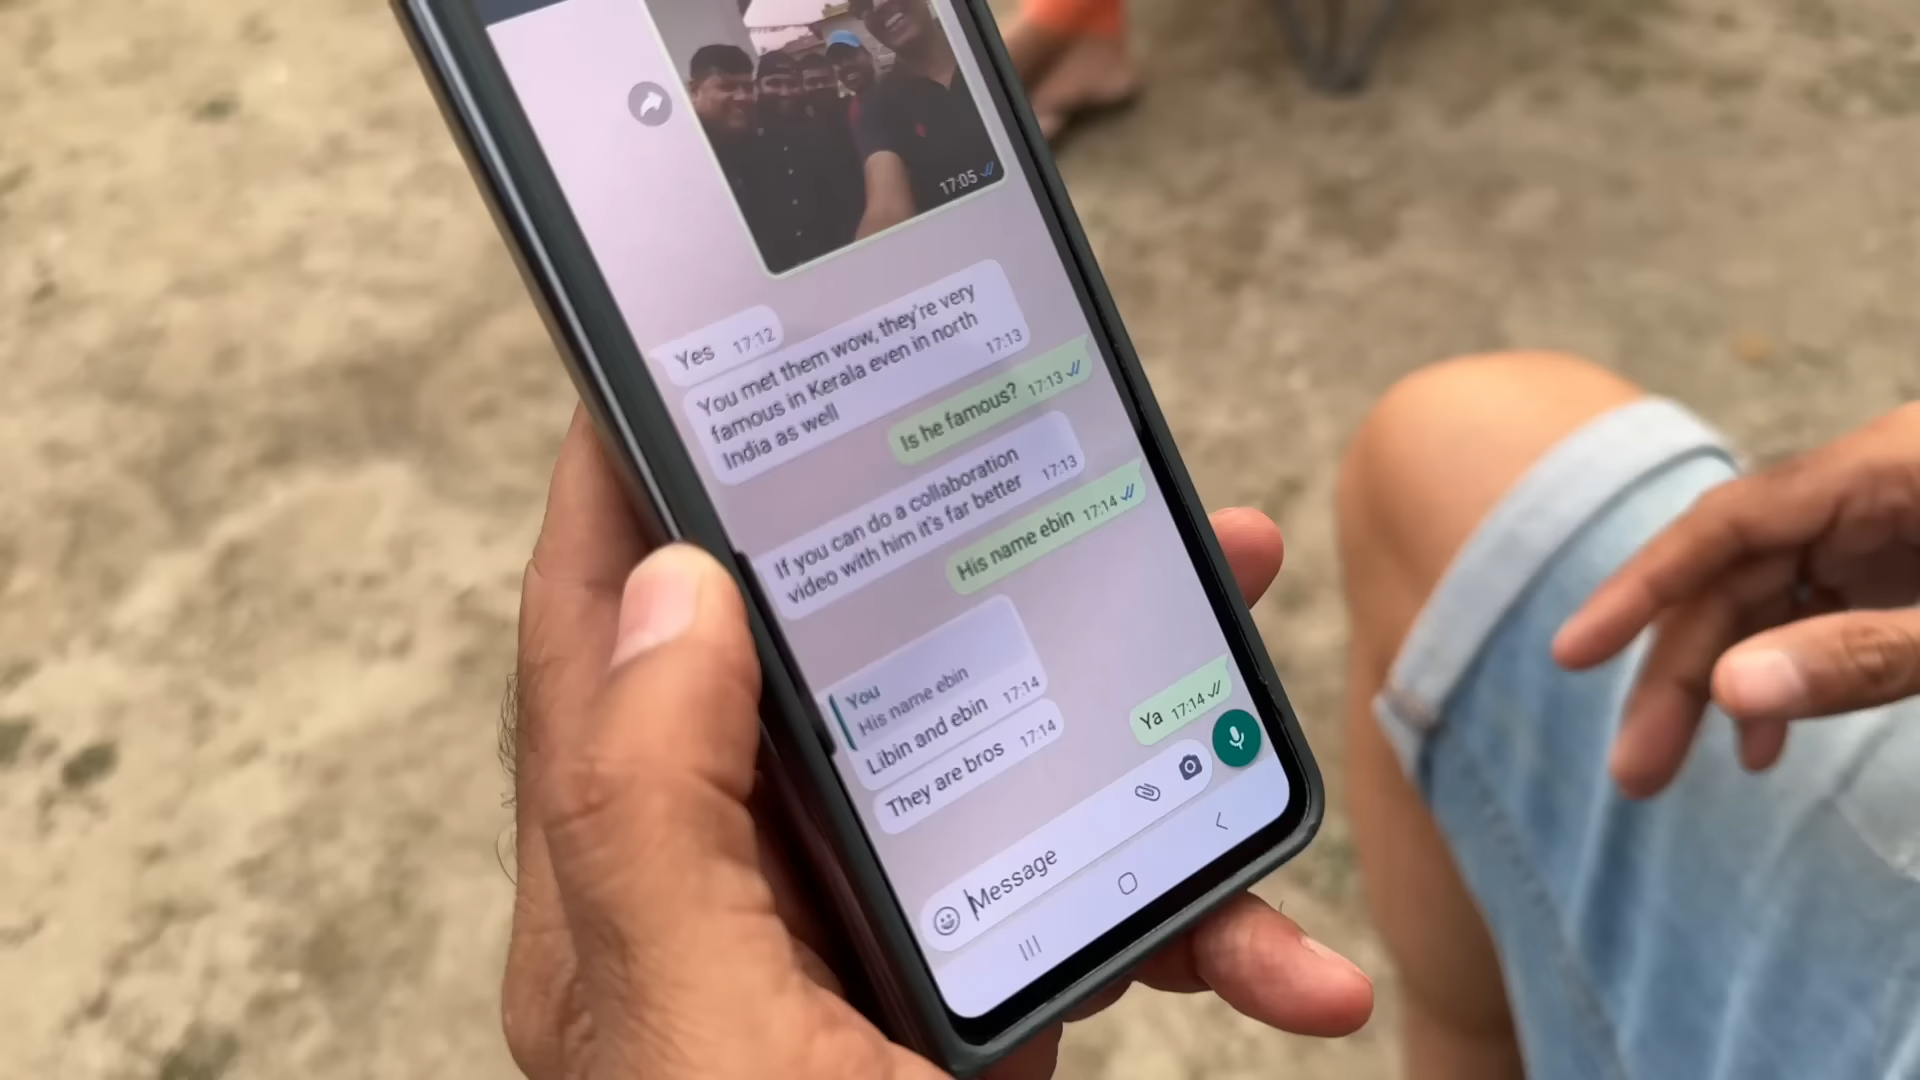 17:05
Yes 17:12
You met them wow, they're very
famous in Kerala even in north
India as well 17:13
Is he famous? 17:13
If you can do a collaboration
video with him it's far better 17:13
His name ebin 17:14
You
His name ebin
Libin and ebin 17:14
They are bros 17:14
Ya 17:14
Message